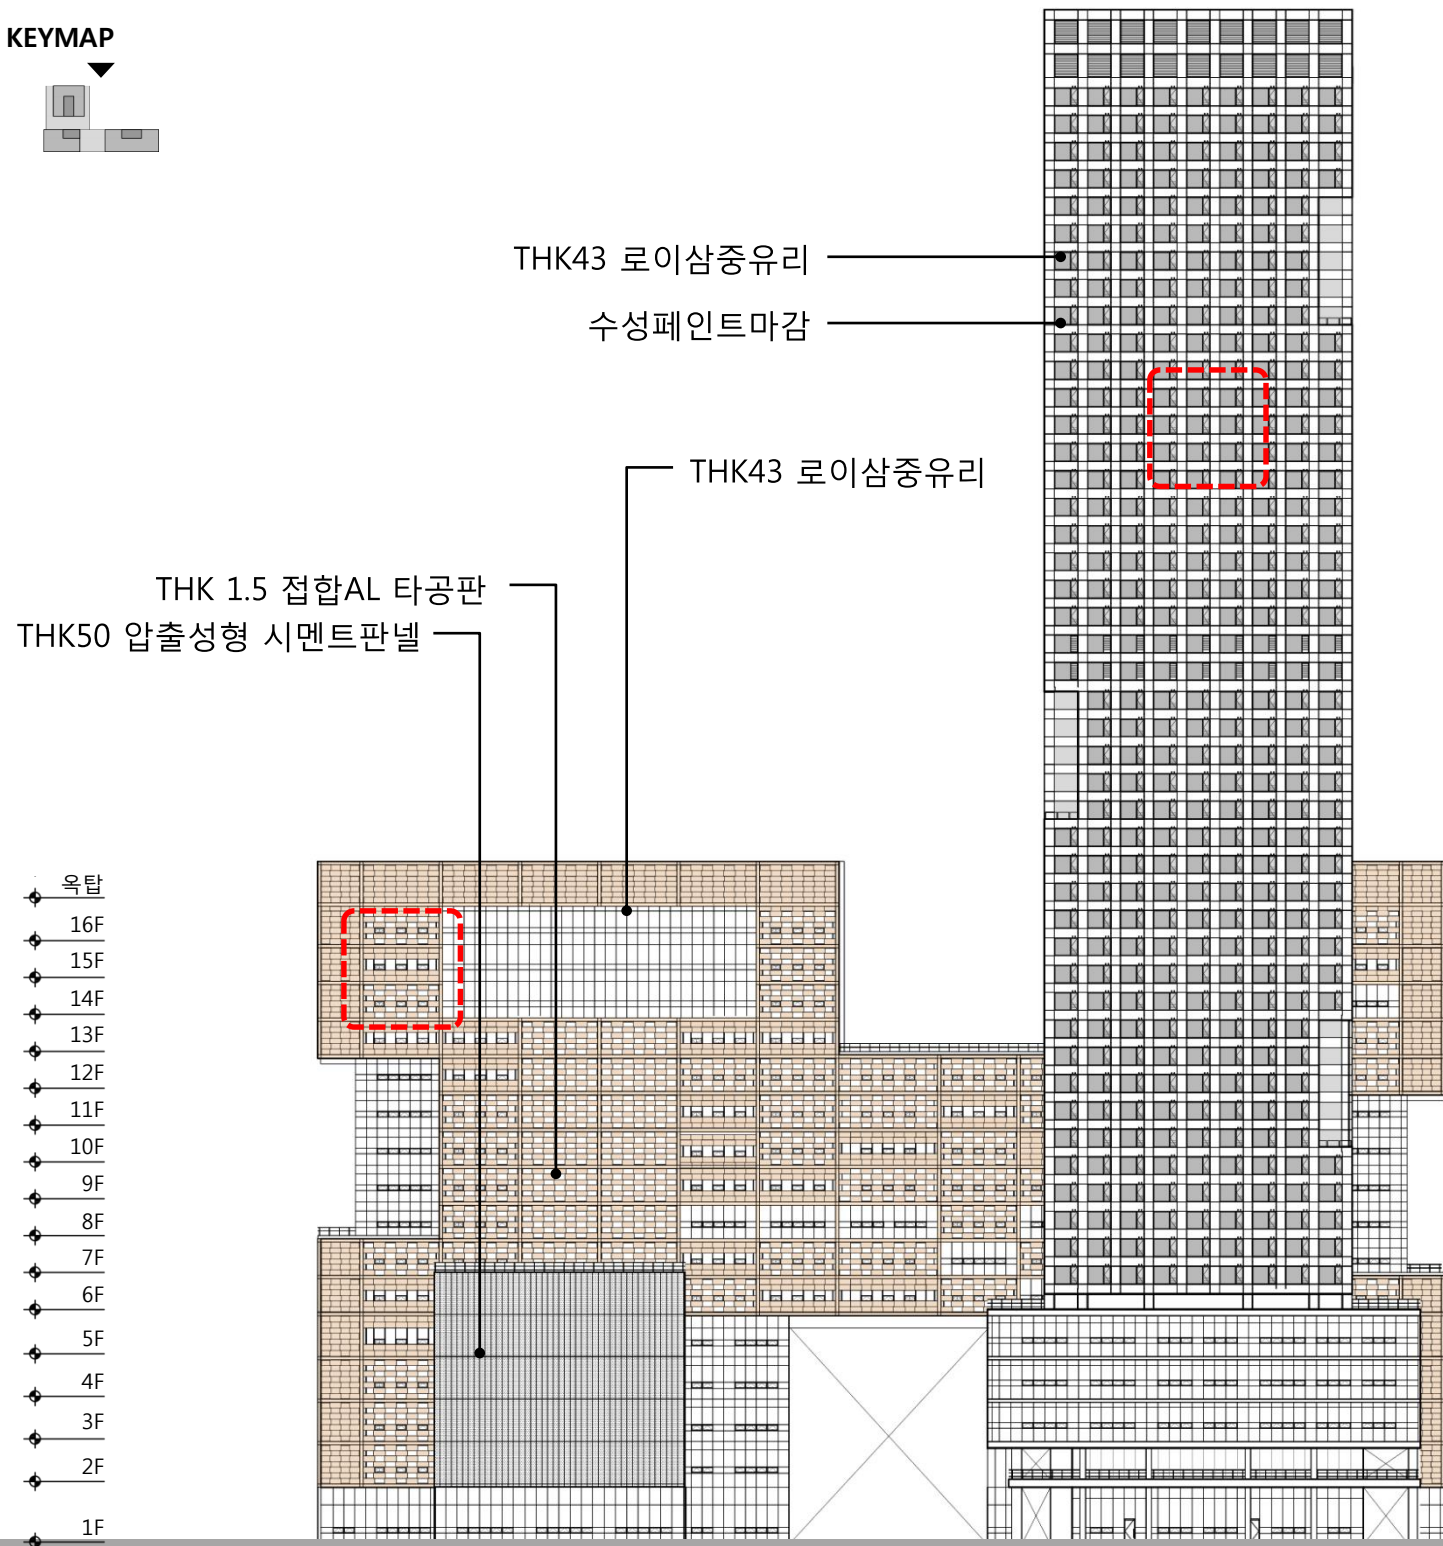 KEYMAP
THK43 로이삼중유리
수성페인트마감
THK43 로이삼중유리
THK 1.5 접합AL 타공판
THK50 압출성형 시멘트판넬
옥탑
16F
15F
14F
13F
12F
11F
10F
9F
8F
7F
6F
5F
4F
3F
2F
1F